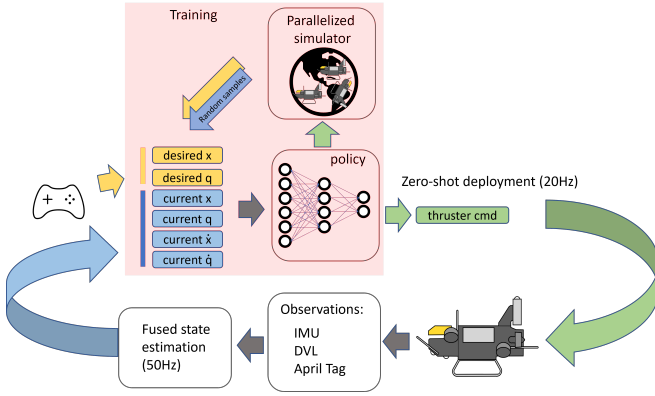 Training
Parallelized
simulator
Random samples
desired x
desired q
current x
current q
current ẋ
current q̇
policy
Zero-shot deployment (20Hz)
thruster cmd
Fused state
estimation
(50Hz)
Observations:
IMU
DVL
April Tag